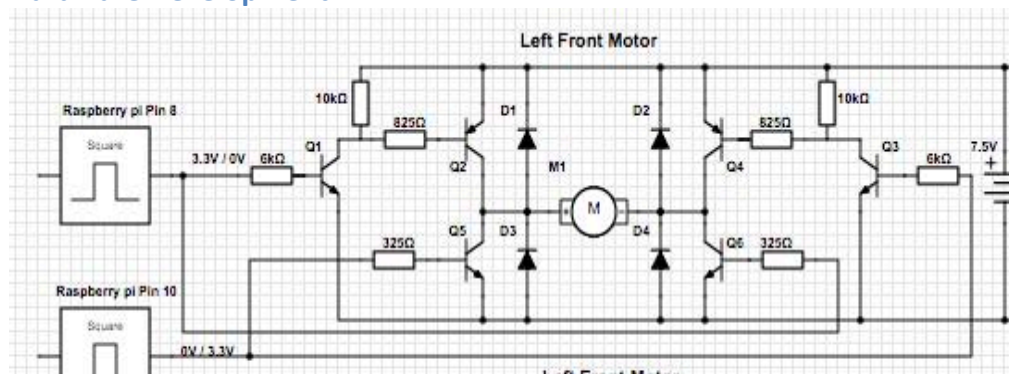 Left Front Motor
Raspberry pi Pin 8
Square
3.3V / 0V
6kΩ
Q1
10kΩ
825Ω
Q2
D1
M1
M
D2
Q4
825Ω
10kΩ
Q3
6kΩ
7.5V
+
325Ω
Q5
D3
D4
Q6
325Ω
Raspberry pi Pin 10
Square
0V / 3.3V